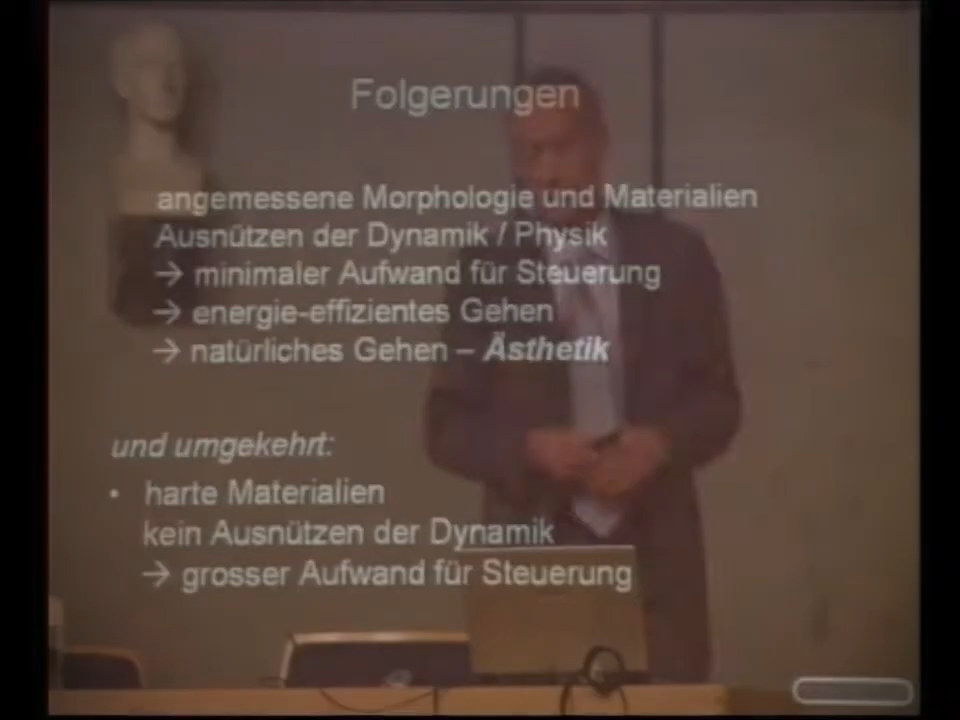 Folgerungen
angemessene Morphologie und Materialien
Ausnützen der Dynamik / Physik
→ minimaler Aufwand für Steuerung
→ energie-effizientes Gehen
→ natürliches Gehen – Ästhetik
und umgekehrt:
• harte Materialien
kein Ausnützen der Dynamik
→ grosser Aufwand für Steuerung